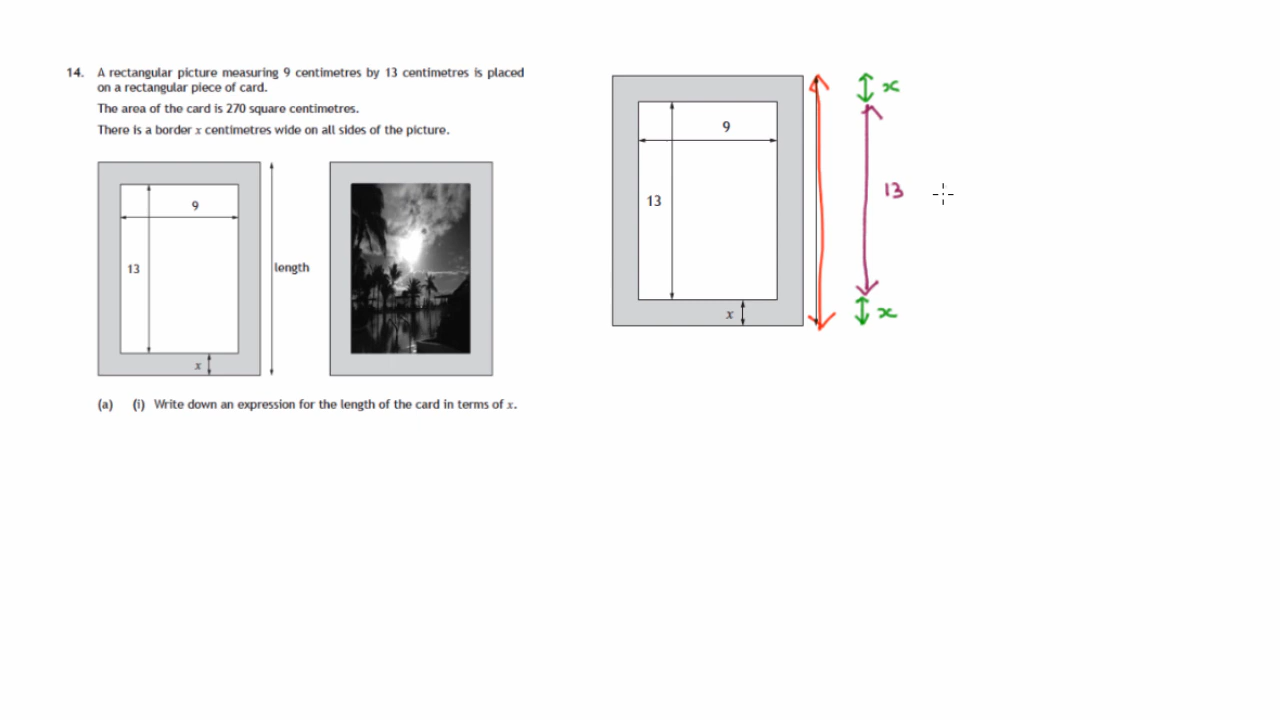 14. A rectangular picture measuring 9 centimetres by 13 centimetres is placed
on a rectangular piece of card.
The area of the card is 270 square centimetres.
There is a border x centimetres wide on all sides of the picture.
9
13
length
x
(a) (i) Write down an expression for the length of the card in terms of x.
9
13
x
x
13
x